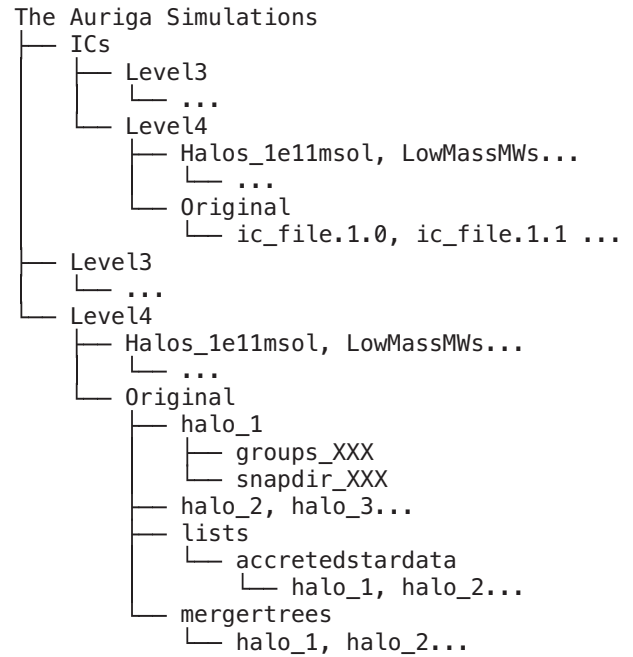 The Auriga Simulations
├── ICs
│   ├── Level3
│   │   └── ...
│   └── Level4
│       ├── Halos_1e11msol, LowMassMWs...
│       │   └── ...
│       └── Original
│           └── ic_file.1.0, ic_file.1.1 ...
├── Level3
│   └── ...
└── Level4
    ├── Halos_1e11msol, LowMassMWs...
    │   └── ...
    └── Original
        ├── halo_1
        │   ├── groups_XXX
        │   └── snapdir_XXX
        ├── halo_2, halo_3...
        ├── lists
        │   └── accretedstardata
        │       └── halo_1, halo_2...
        └── mergertrees
            └── halo_1, halo_2...